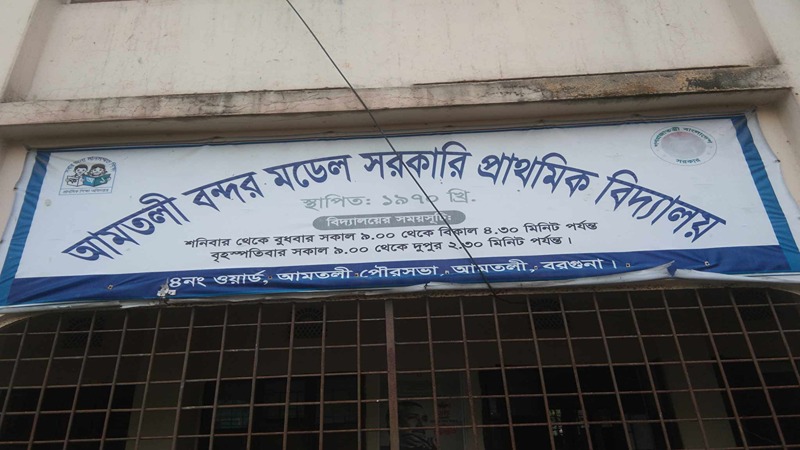 আমতলী বন্দর মডেল সরকারি প্রাথমিক বিদ্যালয়
স্থাপিত: ১৯৭০ খ্রি.
বিদ্যালয়ের সময়সূচি:
শনিবার থেকে বুধবার সকাল ৯.০০ থেকে বিকাল ৪.৩০ মিনিট পর্যন্ত
বৃহস্পতিবার সকাল ৯.০০ থেকে দুপুর ২.৩০ মিনিট পর্যন্ত।
৪নং ওয়ার্ড, আমতলী পৌরসভা, আমতলী, বরগুনা।